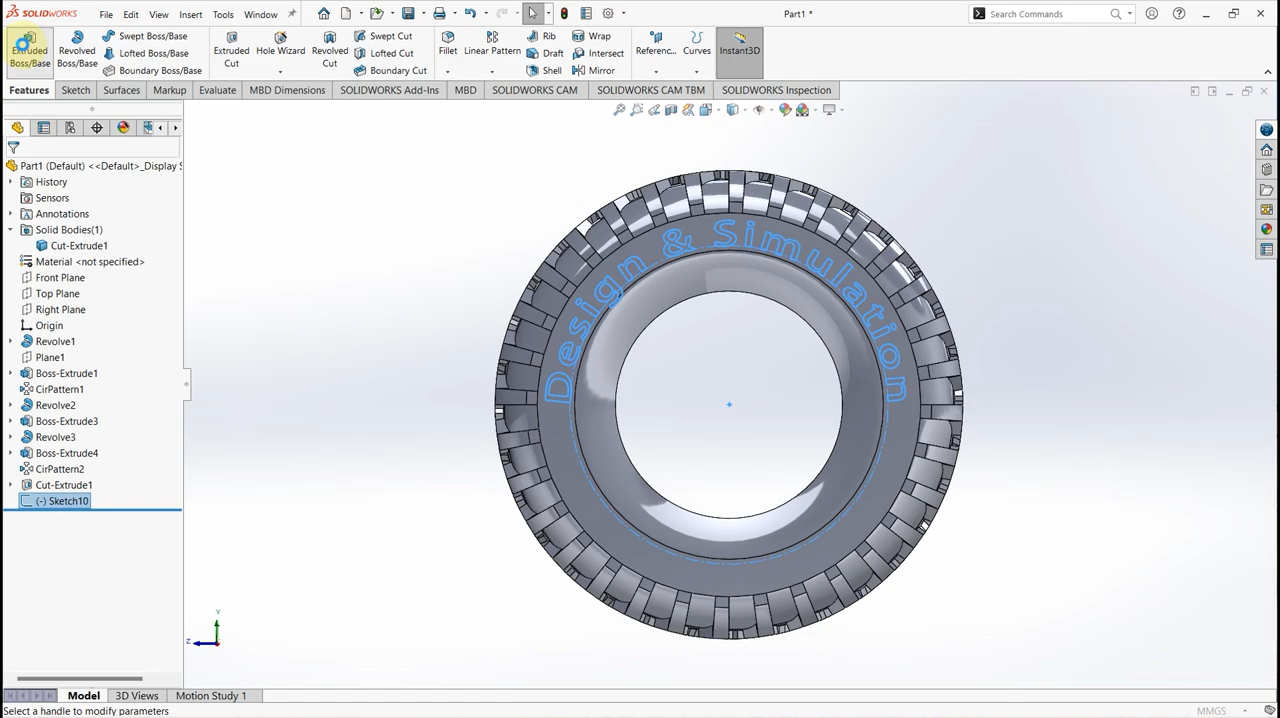 SOLIDWORKS File Edit View Insert Tools Window Part1 * Search Commands
Extruded Boss/Base
Revolved Boss/Base
Swept Boss/Base
Lofted Boss/Base
Boundary Boss/Base
Extruded Cut
Hole Wizard
Revolved Cut
Swept Cut
Lofted Cut
Boundary Cut
Fillet
Linear Pattern
Rib
Draft
Shell
Wrap
Intersect
Mirror
Referenc...
Curves
Instant3D
Features Sketch Surfaces Markup Evaluate MBD Dimensions SOLIDWORKS Add-Ins MBD SOLIDWORKS CAM SOLIDWORKS CAM TBM SOLIDWORKS Inspection
Part1 (Default) <<Default>_Display S
History
Sensors
Annotations
Solid Bodies(1)
Cut-Extrude1
Material <not specified>
Front Plane
Top Plane
Right Plane
Origin
Revolve1
Plane1
Boss-Extrude1
CirPattern1
Revolve2
Boss-Extrude3
Revolve3
Boss-Extrude4
CirPattern2
Cut-Extrude1
(-) Sketch10
Design & Simulation
Y
Z
Model 3D Views Motion Study 1
Select a handle to modify parameters
MMGS